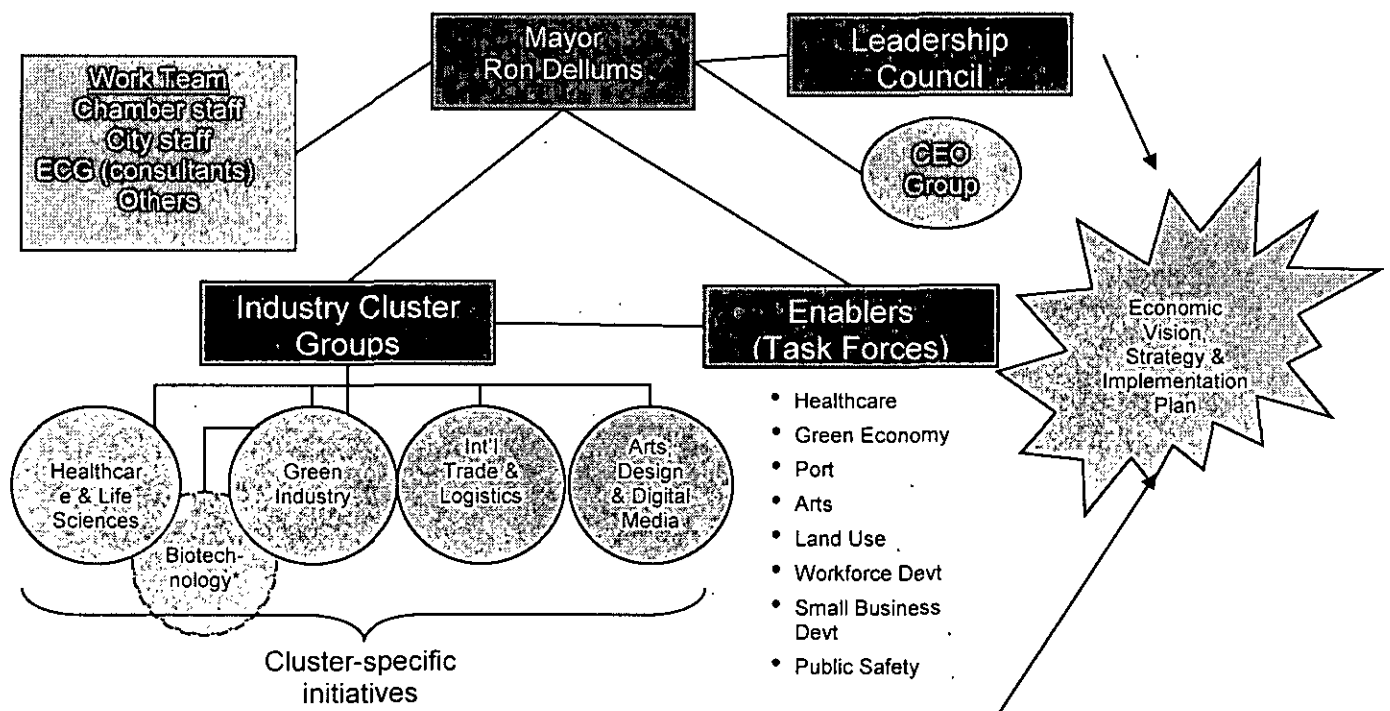 Mayor
Ron Dellums
Leadership
Council
Work Team
Chamber staff
City staff
ECG (consultants)
Others
CEO
Group
Industry Cluster
Groups
Enablers
(Task Forces)
Economic
Vision,
Strategy &
Implementation
Plan
Healthcar
e & Life
Sciences
Biotech-
nology*
Green
Industry
Int'l
Trade &
Logistics
Arts,
Design
& Digital
Media
• Healthcare
• Green Economy
• Port
• Arts
• Land Use
• Workforce Devt
• Small Business
Devt
• Public Safety
Cluster-specific
initiatives